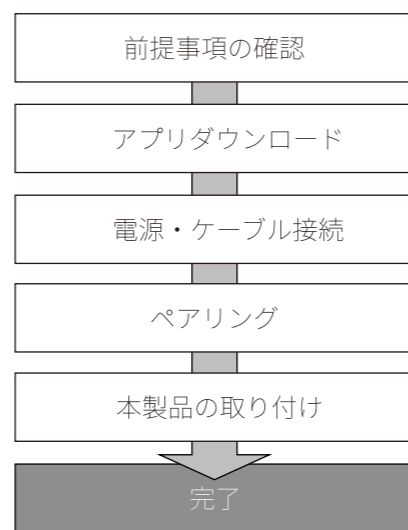 前提事項の確認
アプリダウンロード
電源・ケーブル接続
ペアリング
本製品の取り付け
完了